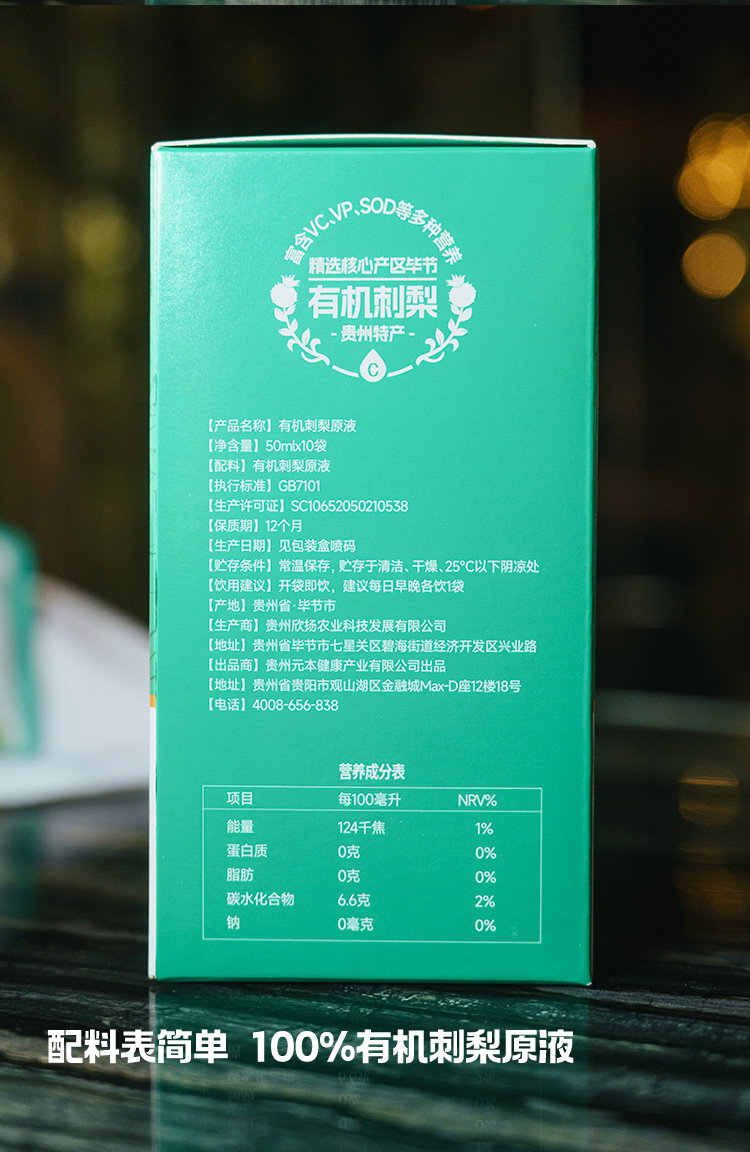 富含VC、VP、SOD等多种营养
精选核心产区毕节
有机刺梨
- 贵州特产 -
C
【产品名称】有机刺梨原液
【净含量】50mlx10袋
【配料】有机刺梨原液
【执行标准】GB7101
【生产许可证】SC10652050210538
【保质期】12个月
【生产日期】见包装盒喷码
【贮存条件】常温保存，贮存于清洁、干燥、25°C以下阴凉处
【饮用建议】开袋即饮，建议每日早晚各饮1袋
【产地】贵州省·毕节市
【生产商】贵州欣扬农业科技发展有限公司
【地址】贵州省毕节市七星关区碧海街道经济开发区兴业路
【出品商】贵州元本健康产业有限公司出品
【地址】贵州省贵阳市观山湖区金融城Max-D座12楼18号
【电话】4008-656-838
营养成分表
项目 每100毫升 NRV%
能量 124千焦 1%
蛋白质 0克 0%
脂肪 0克 0%
碳水化合物 6.6克 2%
钠 0毫克 0%
配料表简单 100%有机刺梨原液